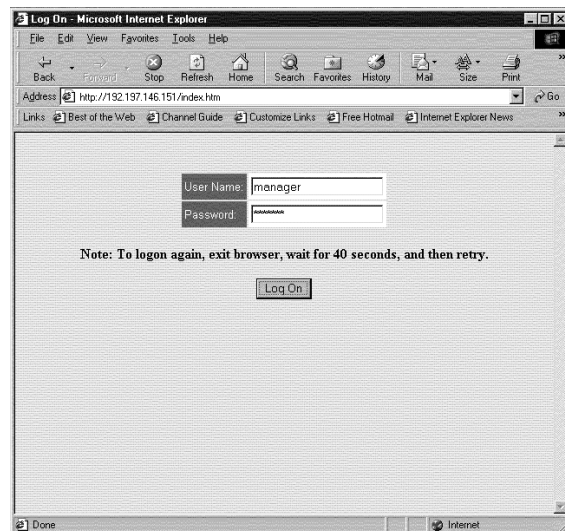 Log On - Microsoft Internet Explorer
File Edit View Favorites Tools Help
Back Forward Stop Refresh Home Search Favorites History Mail Size Print »
Address http://192.197.146.151/index.htm Go
Links Best of the Web Channel Guide Customize Links Free Hotmail Internet Explorer News »
User Name: manager
Password: *******
Note: To logon again, exit browser, wait for 40 seconds, and then retry.
Log On
Done Internet